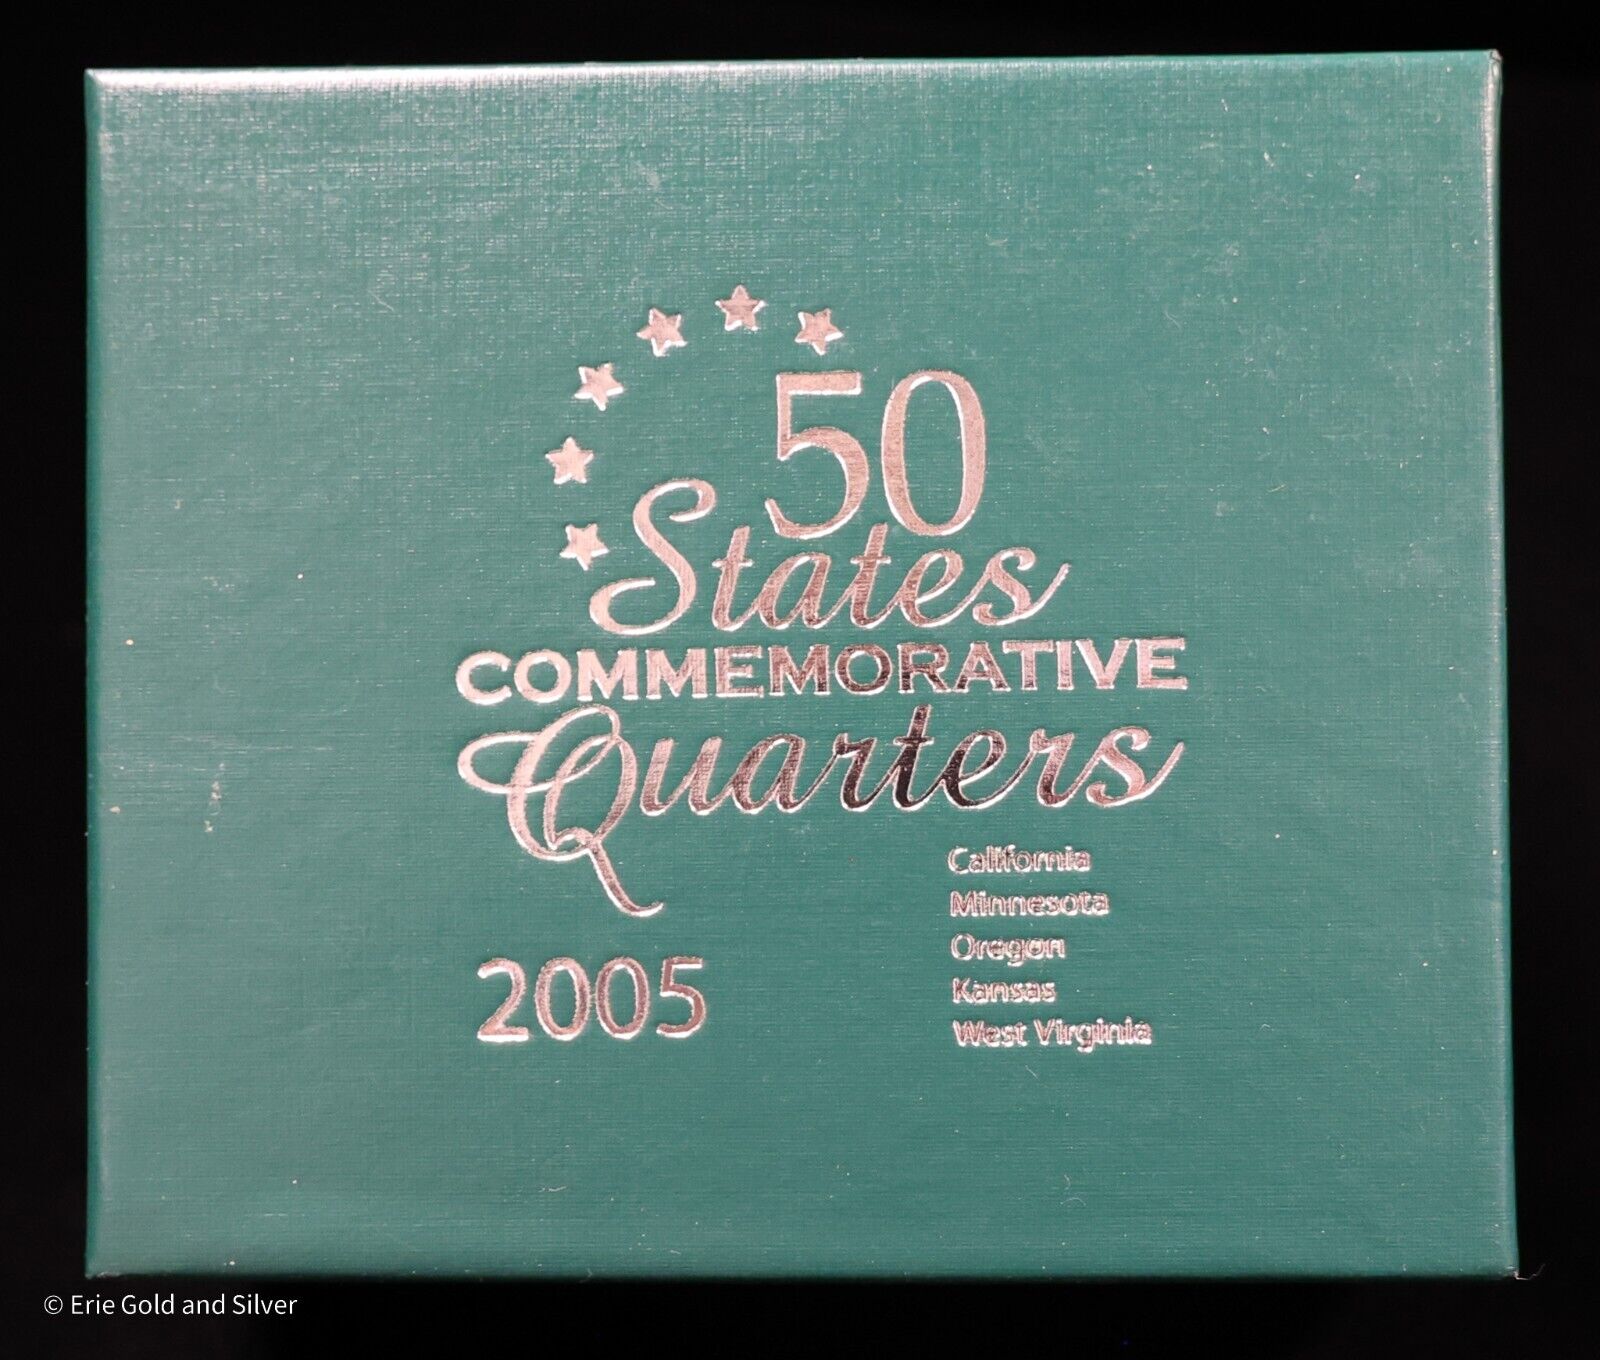 50
States
COMMEMORATIVE
Quarters
California
Minnesota
Oregon
Kansas
West Virginia
2005
© Erie Gold and Silver